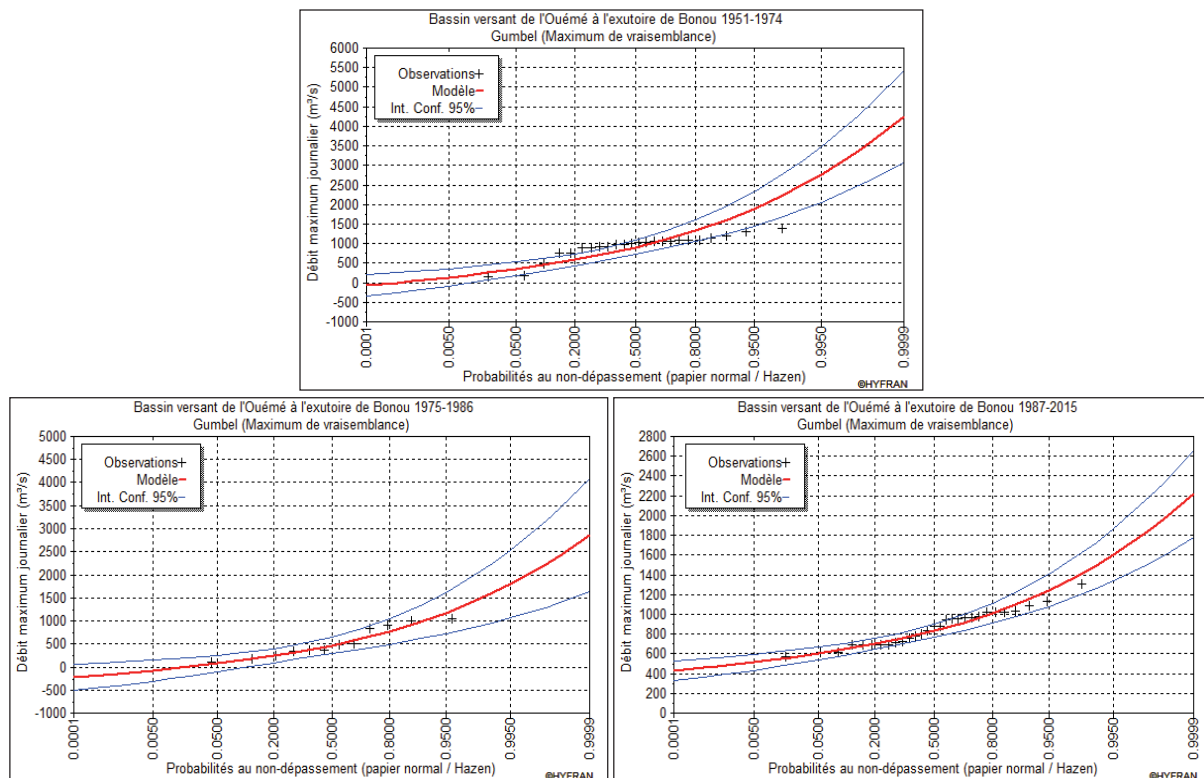 Bassin versant de l'Ouémé à l'exutoire de Bonou 1951-1974
Gumbel (Maximum de vraisemblance)
Débit maximum journalier (m³/s)
6000
5500
5000
4500
4000
3500
3000
2500
2000
1500
1000
500
0
-500
-1000
Observations+
Modèle
Int. Conf. 95%
0.0001
0.0050
0.0500
0.2000
0.5000
0.8000
0.9500
0.9950
0.9999
Probabilités au non-dépassement (papier normal / Hazen)
©HYFRAN
Bassin versant de l'Ouémé à l'exutoire de Bonou 1975-1986
Gumbel (Maximum de vraisemblance)
Débit maximum journalier (m³/s)
5000
4500
4000
3500
3000
2500
2000
1500
1000
500
0
-500
-1000
Observations+
Modèle
Int. Conf. 95%
0.0001
0.0050
0.0500
0.2000
0.5000
0.8000
0.9500
0.9950
0.9999
Probabilités au non-dépassement (papier normal / Hazen)
©HYFRAN
Bassin versant de l'Ouémé à l'exutoire de Bonou 1987-2015
Gumbel (Maximum de vraisemblance)
Débit maximum journalier (m³/s)
2800
2600
2400
2200
2000
1800
1600
1400
1200
1000
800
600
400
200
0
Observations+
Modèle
Int. Conf. 95%
0.0001
0.0050
0.0500
0.2000
0.5000
0.8000
0.9500
0.9950
0.9999
Probabilités au non-dépassement (papier normal / Hazen)
©HYFRAN